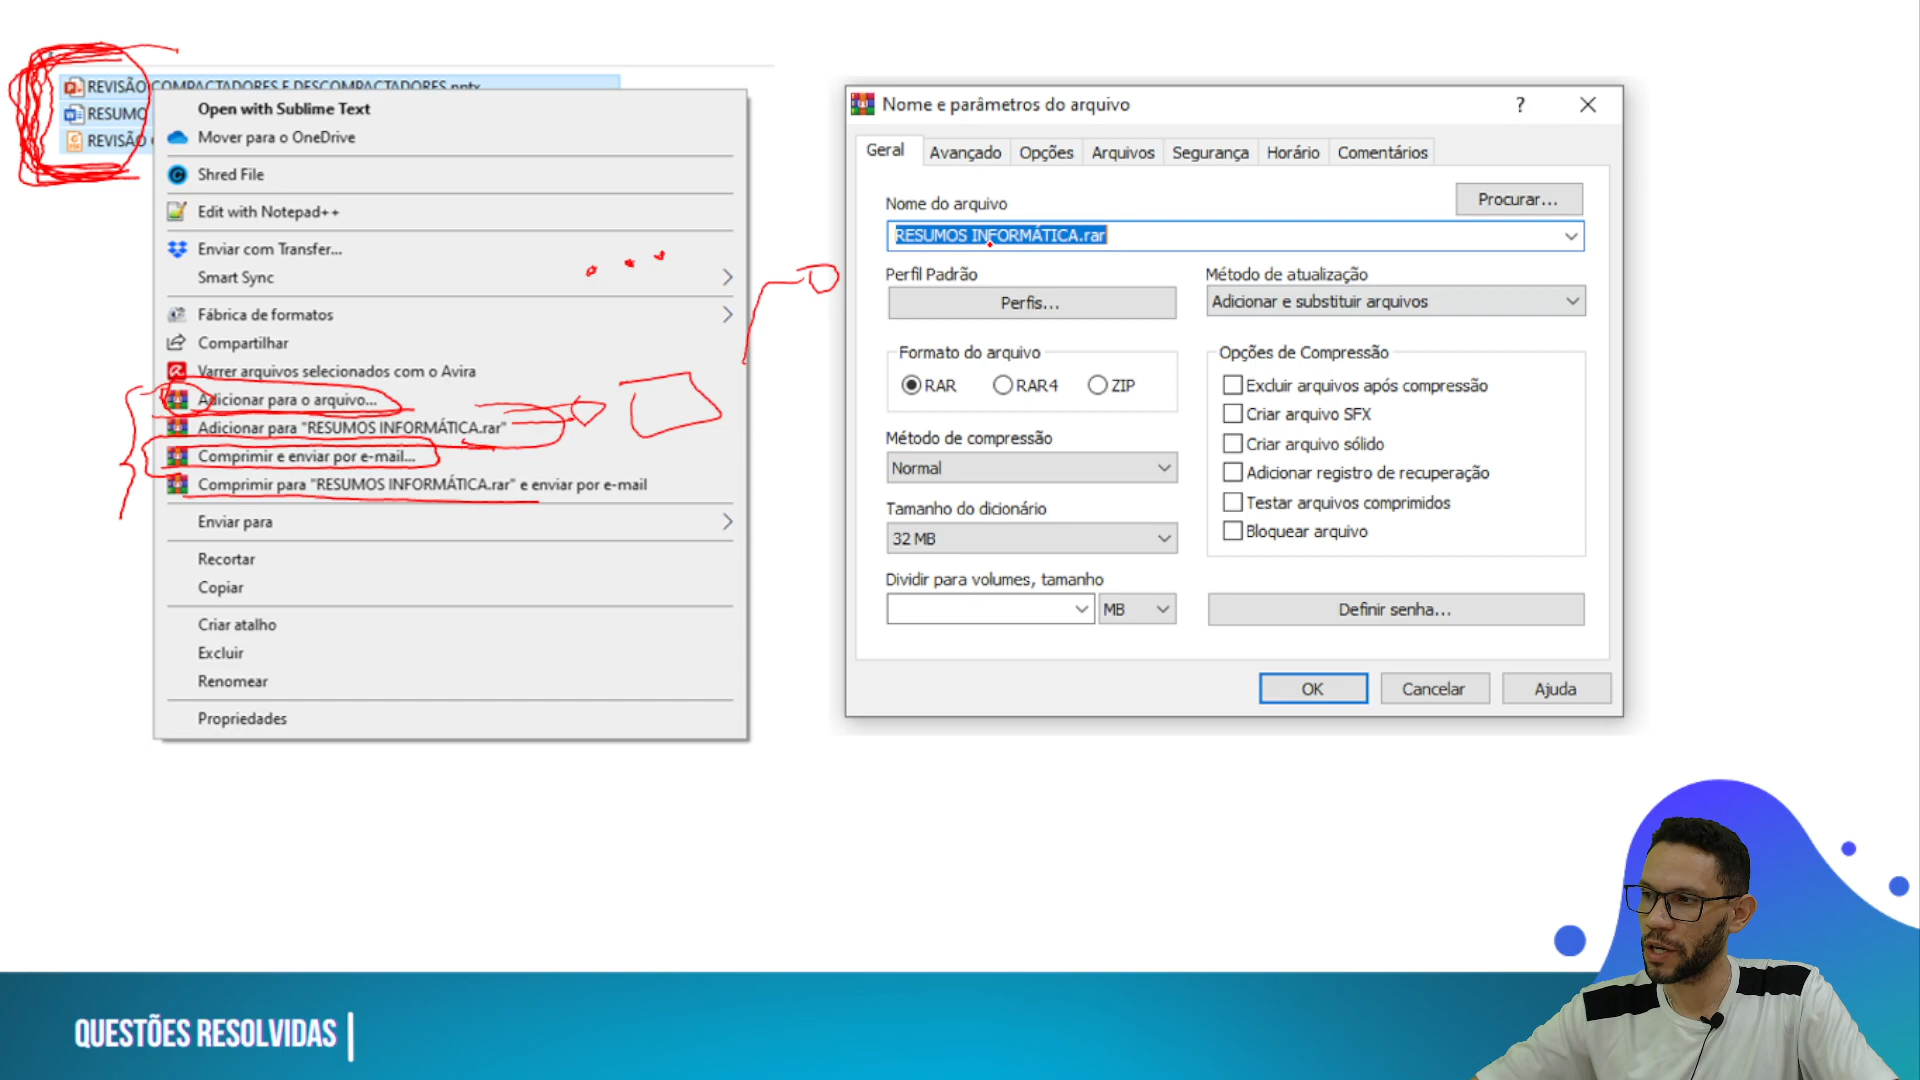 REVISÃO COMPACTADORES E DESCOMPACTADORES.pptx
RESUMO
REVISÃO
Open with Sublime Text
Mover para o OneDrive
Shred File
Edit with Notepad++
Enviar com Transfer...
Smart Sync
Fábrica de formatos
Compartilhar
Varrer arquivos selecionados com o Avira
Adicionar para o arquivo...
Adicionar para "RESUMOS INFORMÁTICA.rar"
Comprimir e enviar por e-mail...
Comprimir para "RESUMOS INFORMÁTICA.rar" e enviar por e-mail
Enviar para
Recortar
Copiar
Criar atalho
Excluir
Renomear
Propriedades
Nome e parâmetros do arquivo ?
Geral Avançado Opções Arquivos Segurança Horário Comentários
Nome do arquivo Procurar...
RESUMOS INFORMÁTICA.rar
Perfil Padrão Método de atualização
Perfis... Adicionar e substituir arquivos
Formato do arquivo Opções de Compressão
RAR RAR4 ZIP Excluir arquivos após compressão
Criar arquivo SFX
Método de compressão Criar arquivo sólido
Normal Adicionar registro de recuperação
Tamanho do dicionário Testar arquivos comprimidos
32 MB Bloquear arquivo
Dividir para volumes, tamanho
MB Definir senha...
OK Cancelar Ajuda
QUESTÕES RESOLVIDAS